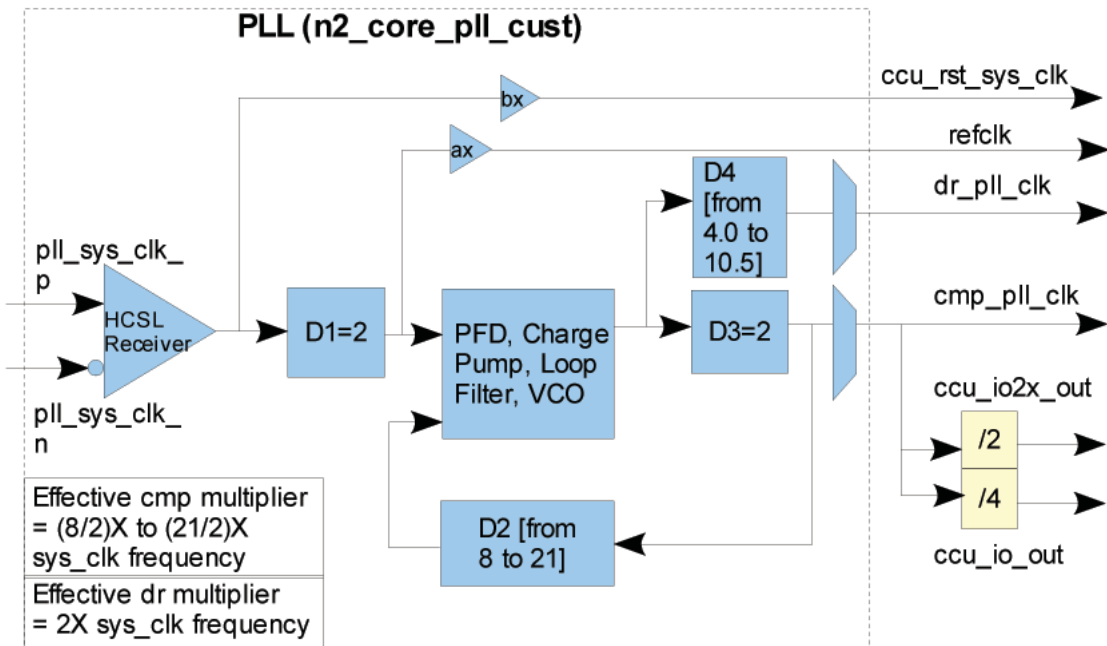 PLL (n2_core_pll_cust)
ccu_rst_sys_clk
bx
refclk
ax
dr_pll_clk
D4
[from
4.0 to
10.5]
pll_sys_clk_
p
HCSL
Receiver
pll_sys_clk_
n
D1=2
PFD, Charge
Pump, Loop
Filter, VCO
D3=2
cmp_pll_clk
ccu_io2x_out
/2
/4
ccu_io_out
D2 [from
8 to 21]
Effective cmp multiplier
= (8/2)X to (21/2)X
sys_clk frequency
Effective dr multiplier
= 2X sys_clk frequency